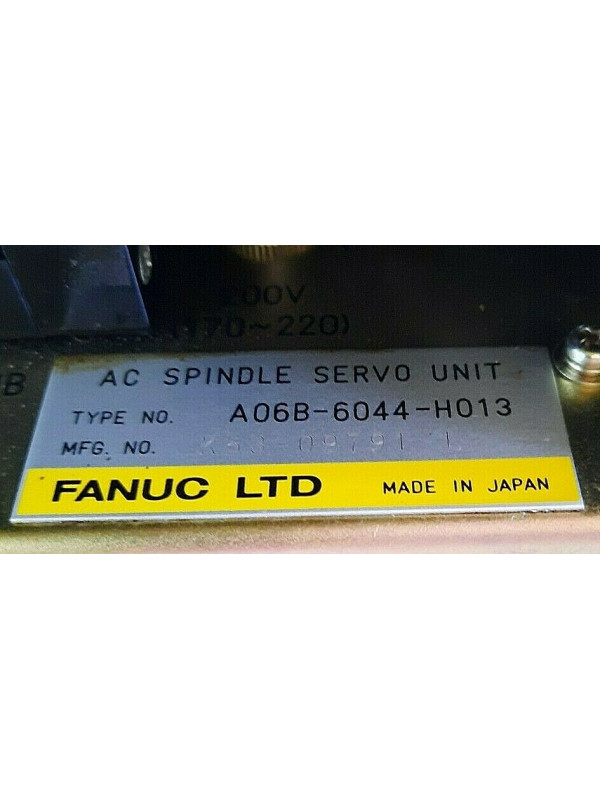 200V
(170~220)
B
AC SPINDLE SERVO UNIT
TYPE NO. A06B-6044-H013
MFG. NO.
FANUC LTD MADE IN JAPAN